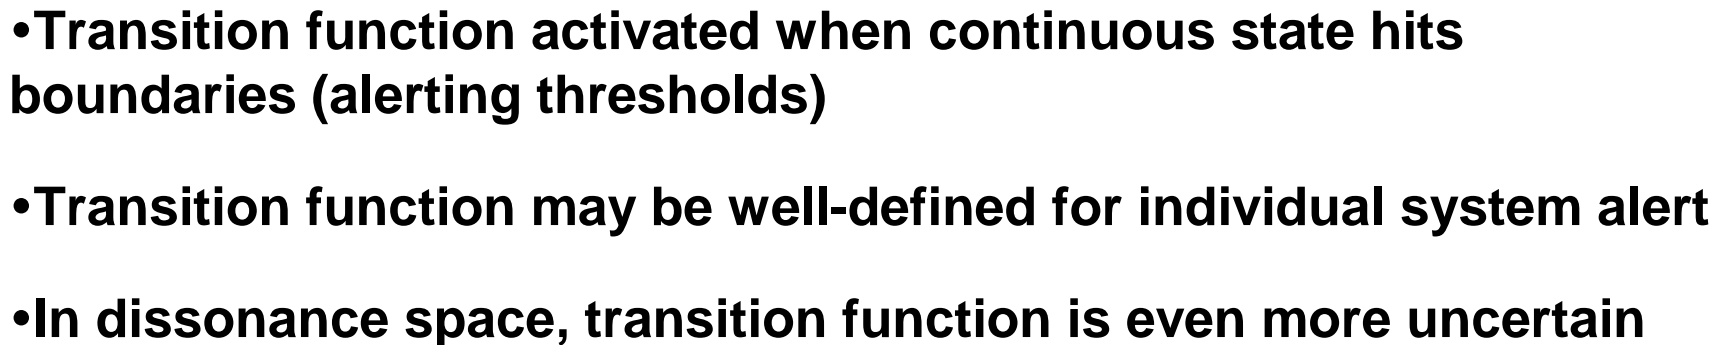 •Transition function activated when continuous state hits
boundaries (alerting thresholds)
•Transition function may be well-defined for individual system alert
•In dissonance space, transition function is even more uncertain